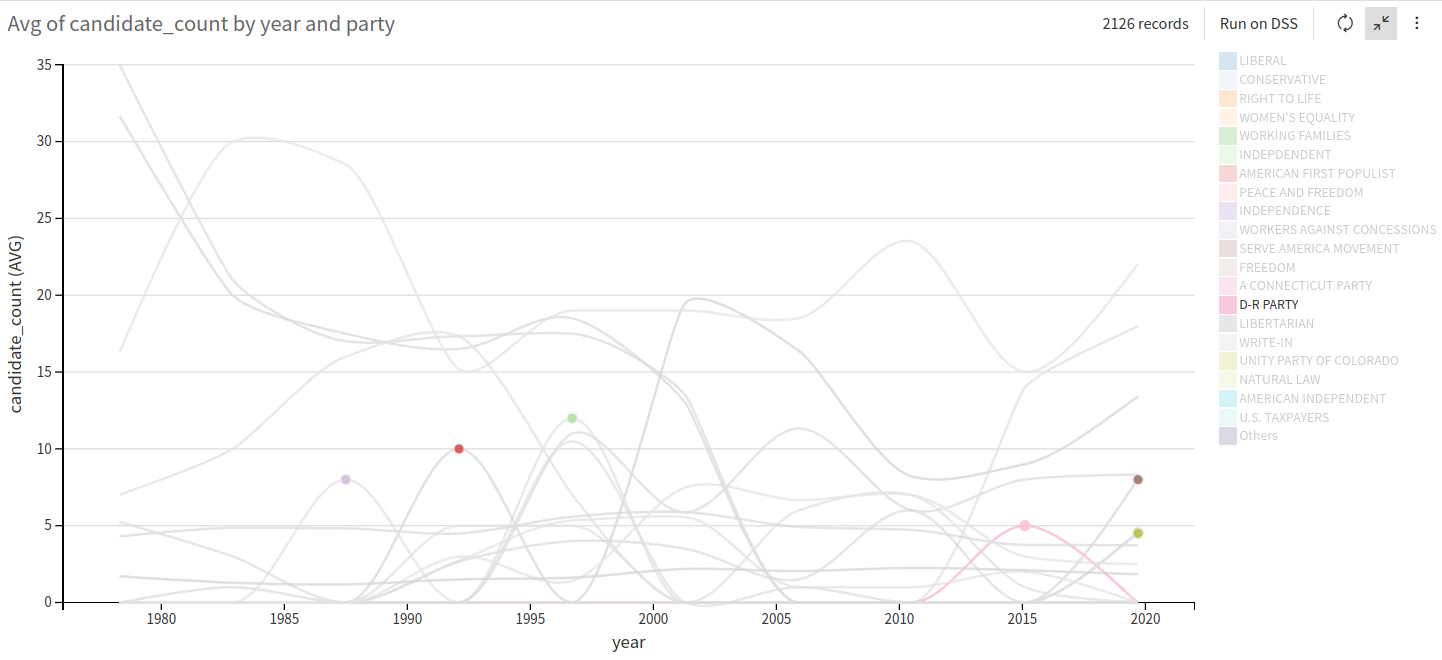 Avg of candidate_count by year and party
2126 records
Run on DSS
35
30
25
20
15
10
5
0
candidate_count (AVG)
1980
1985
1990
1995
2000
2005
2010
2015
2020
year
LIBERAL
CONSERVATIVE
RIGHT TO LIFE
WOMEN'S EQUALITY
WORKING FAMILIES
INDEPDENDENT
AMERICAN FIRST POPULIST
PEACE AND FREEDOM
INDEPENDENCE
WORKERS AGAINST CONCESSIONS
SERVE AMERICA MOVEMENT
FREEDOM
A CONNECTICUT PARTY
D-R PARTY
LIBERTARIAN
WRITE-IN
UNITY PARTY OF COLORADO
NATURAL LAW
AMERICAN INDEPENDENT
U.S. TAXPAYERS
Others